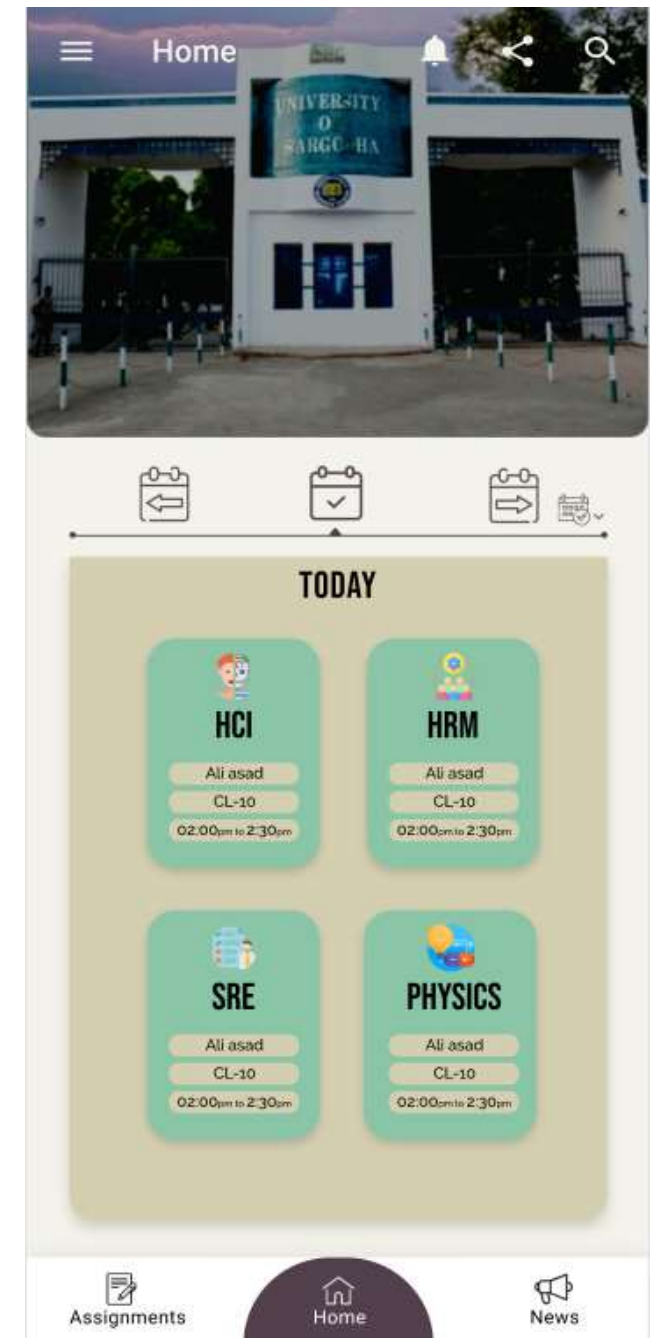 Home
UNIVERSITY
O
SARGO HA
TODAY
HCI
Ali asad
CL-10
02:00pm to 2:30pm
HRM
Ali asad
CL-10
02:00pm to 2:30pm
SRE
Ali asad
CL-10
02:00pm to 2:30pm
PHYSICS
Ali asad
CL-10
02:00pm to 2:30pm
Assignments
Home
News